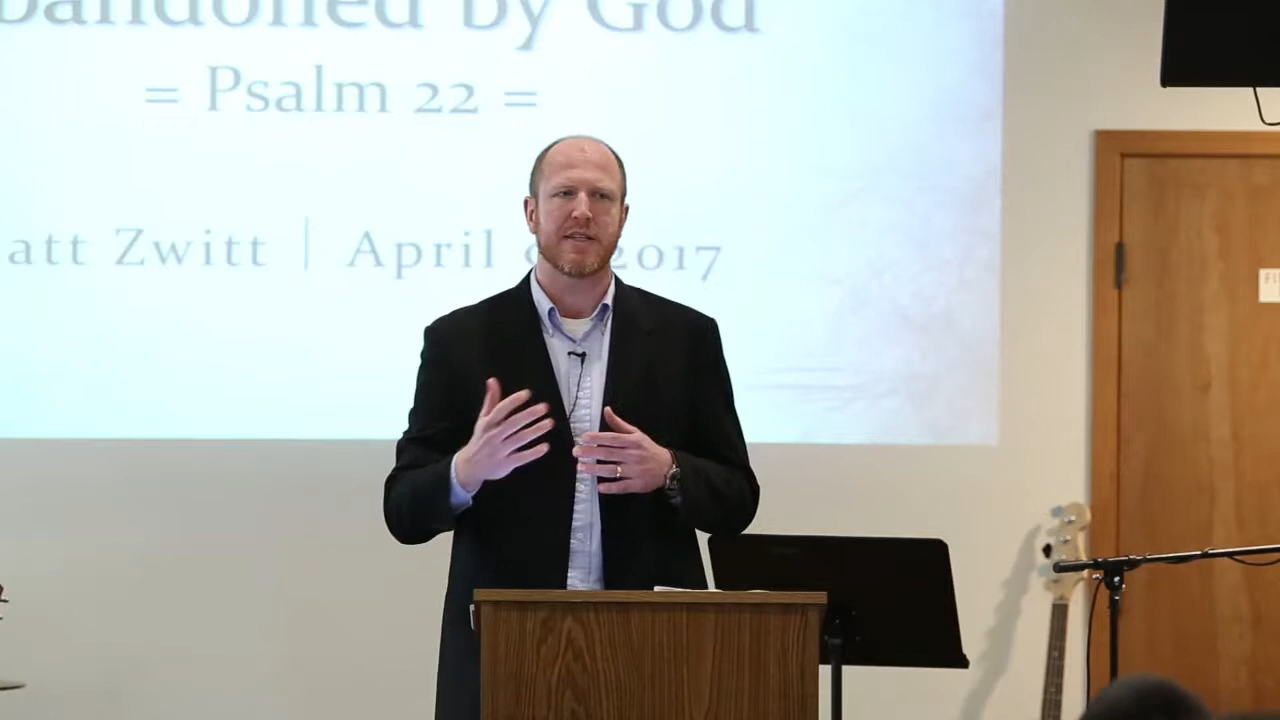 bandoned by God
= Psalm 22 =
att Zwitt | April 2017